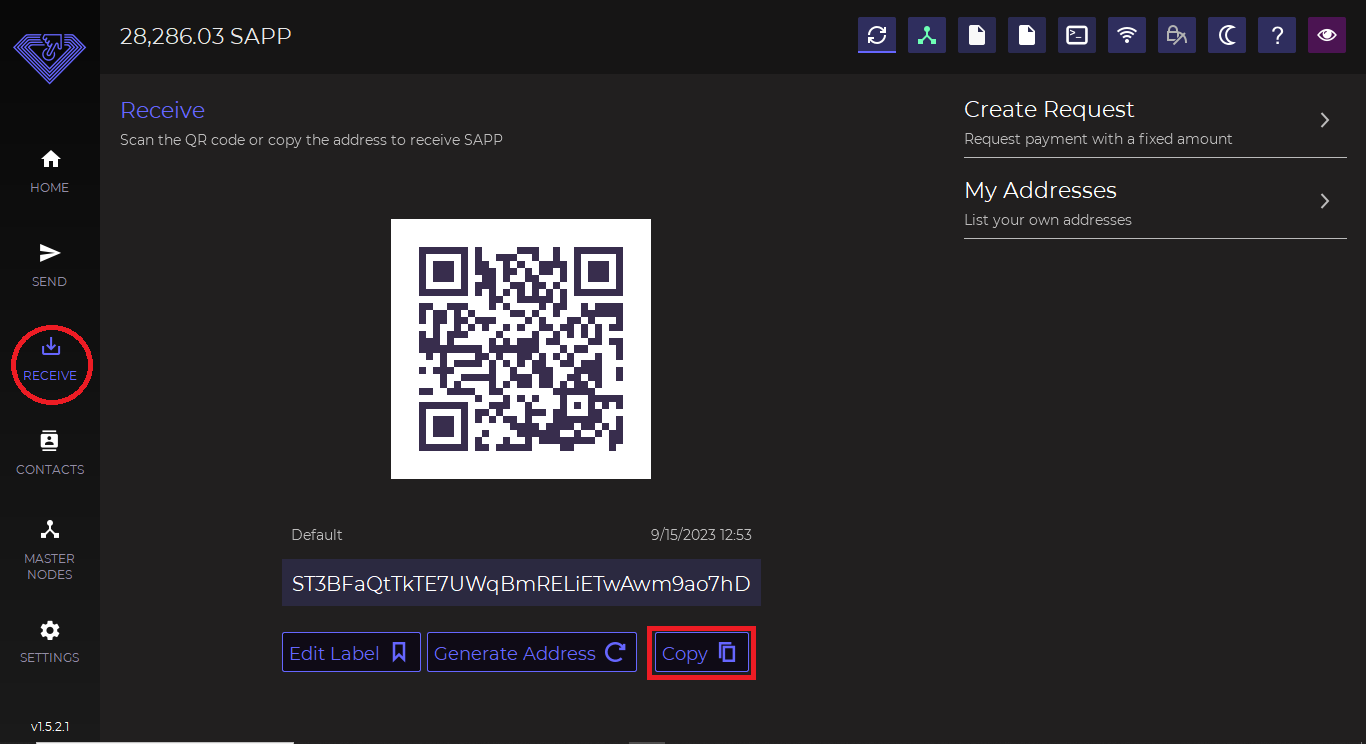 28,286.03 SAPP
?
HOME
SEND
RECEIVE
CONTACTS
MASTER
NODES
SETTINGS
v1.5.2.1
Receive
Scan the QR code or copy the address to receive SAPP
Default 9/15/2023 12:53
ST3BFaQtTkTE7UWqBmRELiETwAwm9ao7hD
Edit Label Generate Address Copy
Create Request
Request payment with a fixed amount
My Addresses
List your own addresses